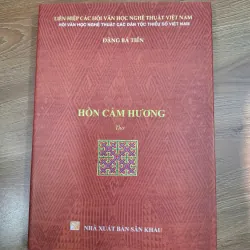 LIÊN HIỆP CÁC HỘI VĂN HỌC NGHỆ THUẬT VIỆT NAM
HỘI VĂN HỌC NGHỆ THUẬT CÁC DÂN TỘC THIỂU SỐ VIỆT NAM
ĐẶNG BÁ TIẾN
HỒN CẨM HƯƠNG
Thơ
NHÀ XUẤT BẢN SÂN KHẤU